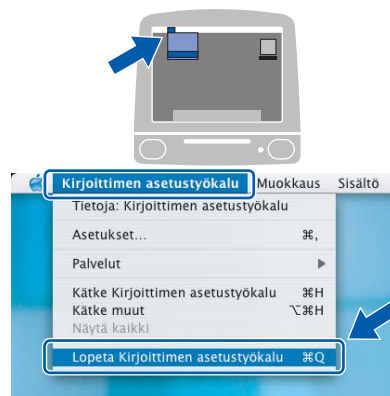 Kirjoittimen asetustyökalu Muokkaus Sisältö
Tietoja: Kirjoittimen asetustyökalu
Asetukset... ⌘,
Palvelut ▶
Kätke Kirjoittimen asetustyökalu ⌘H
Kätke muut ⌥⌘H
Näytä kaikki
Lopeta Kirjoittimen asetustyökalu ⌘Q